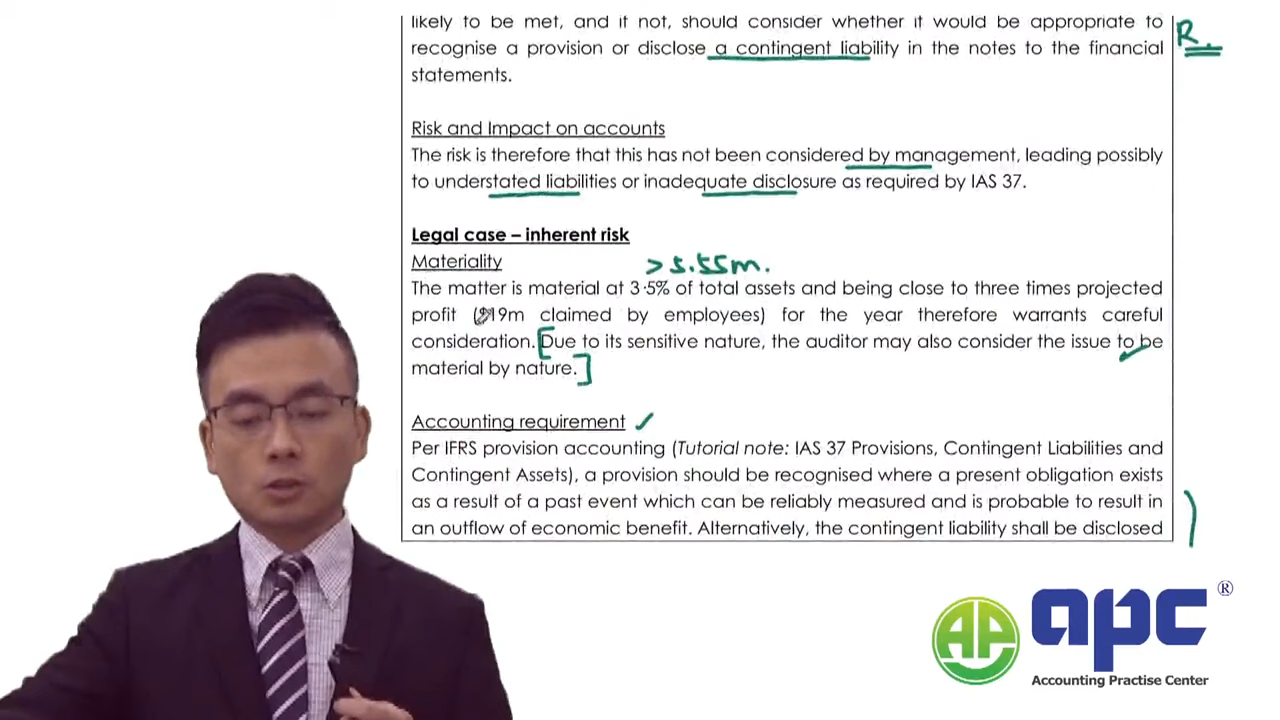 likely to be met, and if not, should consider whether it would be appropriate to
recognise a provision or disclose a contingent liability in the notes to the financial
statements.
R.
Risk and Impact on accounts
The risk is therefore that this has not been considered by management, leading possibly
to understated liabilities or inadequate disclosure as required by IAS 37.
Legal case – inherent risk
Materiality
>5.55m.
The matter is material at 3·5% of total assets and being close to three times projected
profit ($19m claimed by employees) for the year therefore warrants careful
consideration. [Due to its sensitive nature, the auditor may also consider the issue to be
material by nature.]
Accounting requirement ✓
Per IFRS provision accounting (Tutorial note: IAS 37 Provisions, Contingent Liabilities and
Contingent Assets), a provision should be recognised where a present obligation exists
as a result of a past event which can be reliably measured and is probable to result in
an outflow of economic benefit. Alternatively, the contingent liability shall be disclosed
AP
apc®
Accounting Practise Center